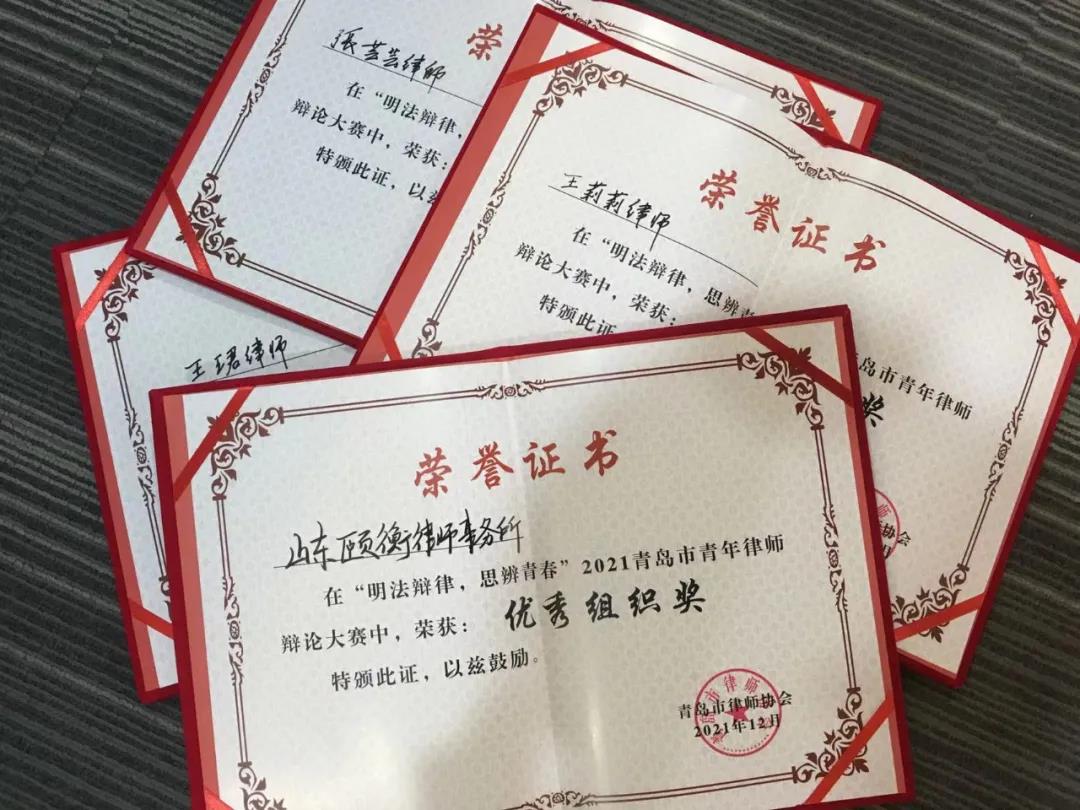 荣
张芸芸律师
在“明法辩律,
辩论大赛中,荣获:
特颁此证,以
荣誉证书
王莉莉律师
在“明法辩律,思辨青
辩论大赛中,荣获:
特颁此证
岛市青年律师
奖
协会
王珺律师
荣誉证书
山东颐衡律师事务所
在“明法辩律,思辨青春”2021青岛市青年律师
辩论大赛中,荣获: 优秀组织奖
特颁此证,以兹鼓励。
青岛市律师协会
2021年12月